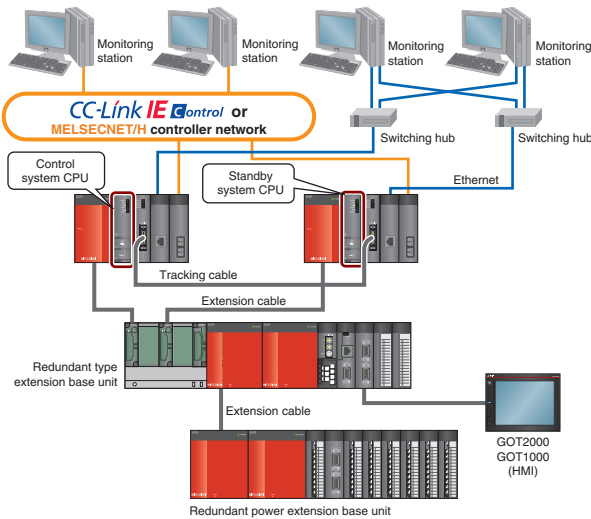 Monitoring
station
Monitoring
station
Monitoring
station
Monitoring
station
CC-Link IE Control or
MELSECNET/H controller network
Switching hub
Switching hub
Control
system CPU
Standby
system CPU
Ethernet
Tracking cable
Extension cable
Redundant type
extension base unit
Extension cable
GOT2000
GOT1000
(HMI)
Redundant power extension base unit